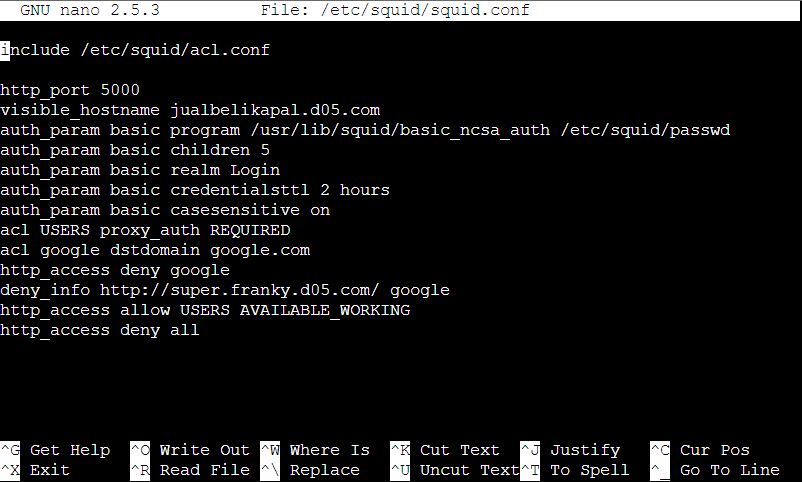 GNU nano 2.5.3 File: /etc/squid/squid.conf
include /etc/squid/acl.conf
http_port 5000
visible_hostname jualbelikapal.d05.com
auth_param basic program /usr/lib/squid/basic_ncsa_auth /etc/squid/passwd
auth_param basic children 5
auth_param basic realm Login
auth_param basic credentialsttl 2 hours
auth_param basic casesensitive on
acl USERS proxy_auth REQUIRED
acl google dstdomain google.com
http_access deny google
deny_info http://super.franky.d05.com/ google
http_access allow USERS AVAILABLE_WORKING
http_access deny all
^G Get Help ^O Write Out ^W Where Is ^K Cut Text ^J Justify ^C Cur Pos
^X Exit ^R Read File ^\ Replace ^U Uncut Text ^T To Spell ^_ Go To Line